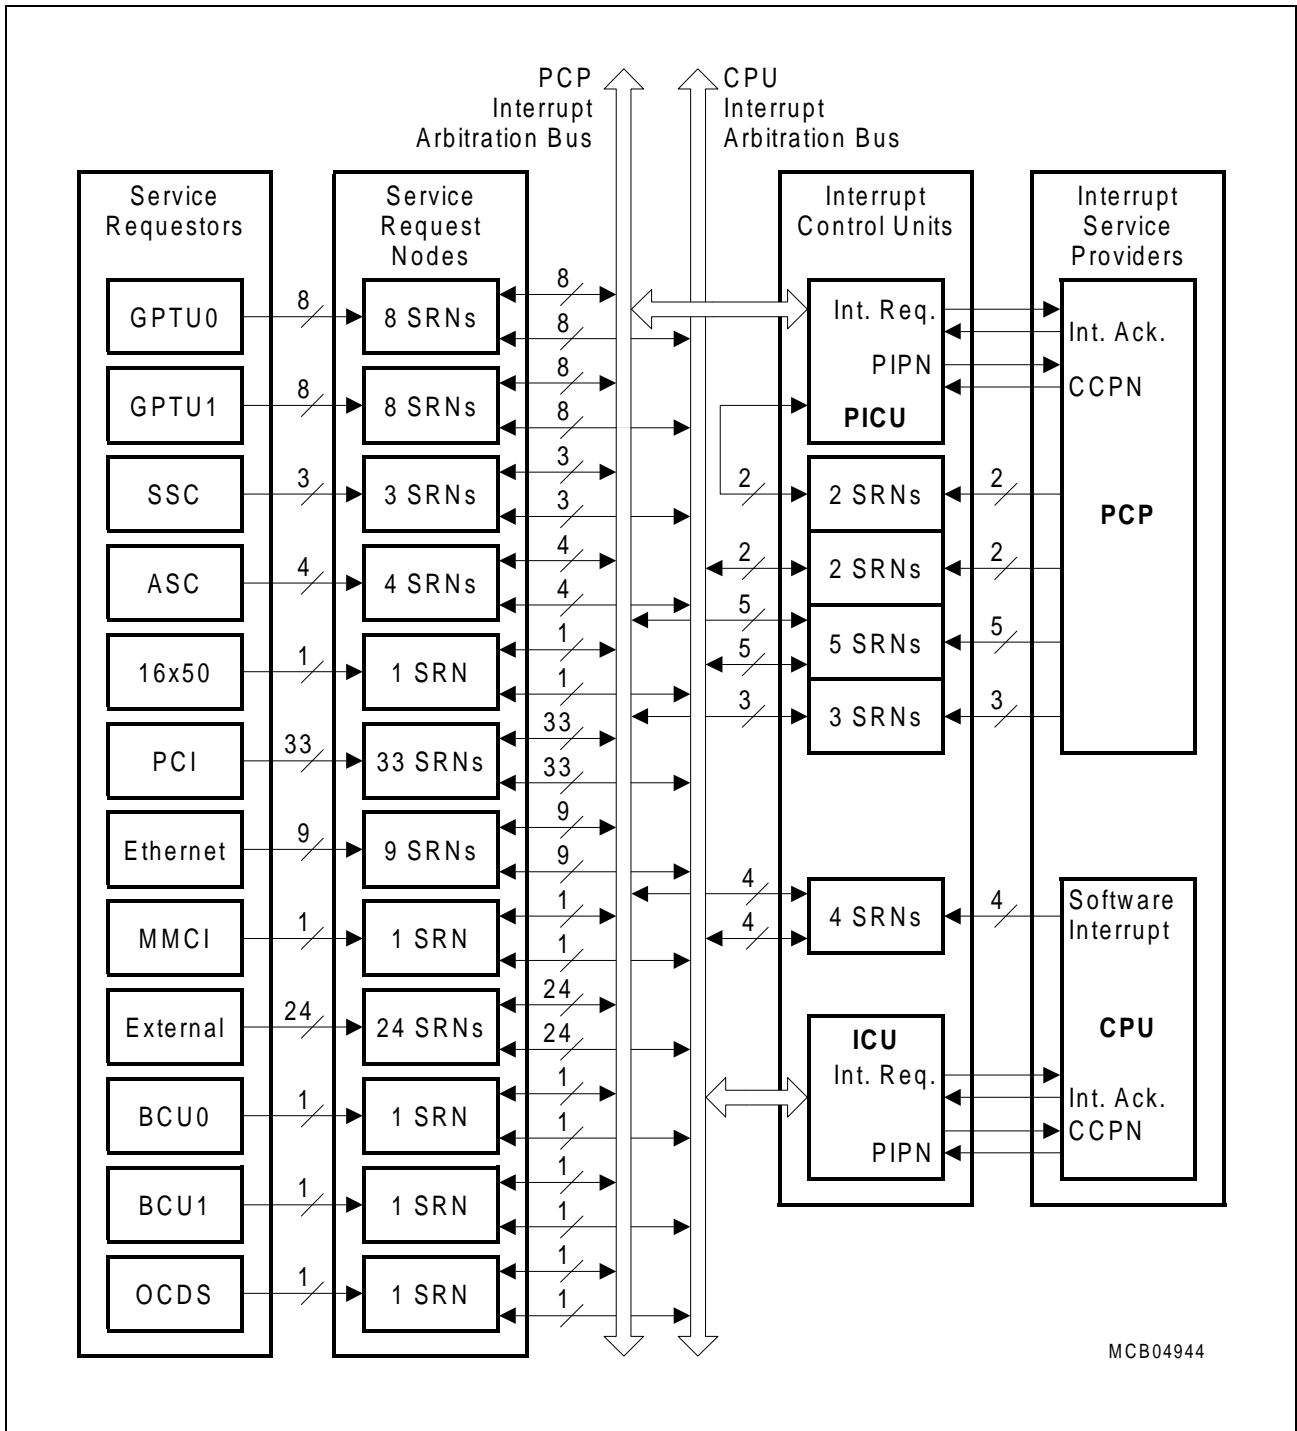 PCP
Interrupt
Arbitration Bus
CPU
Interrupt
Arbitration Bus
Service
Requestors
GPTU0
GPTU1
SSC
ASC
16x50
PCI
Ethernet
MMCI
External
BCU0
BCU1
OCDS
8
8
3
4
1
33
9
1
24
1
1
1
Service
Request
Nodes
8 SRNs
8 SRNs
3 SRNs
4 SRNs
1 SRN
33 SRNs
9 SRNs
1 SRN
24 SRNs
1 SRN
1 SRN
1 SRN
8
8
8
8
3
3
4
4
1
1
33
33
9
9
1
1
24
24
1
1
1
1
1
1
2
2
5
5
3
4
4
Interrupt
Control Units
Int. Req.
PIPN
PICU
2 SRNs
2 SRNs
5 SRNs
3 SRNs
4 SRNs
ICU
Int. Req.
PIPN
2
2
5
3
4
Interrupt
Service
Providers
Int. Ack.
CCPN
PCP
Software
Interrupt
CPU
Int. Ack.
CCPN
MCB04944